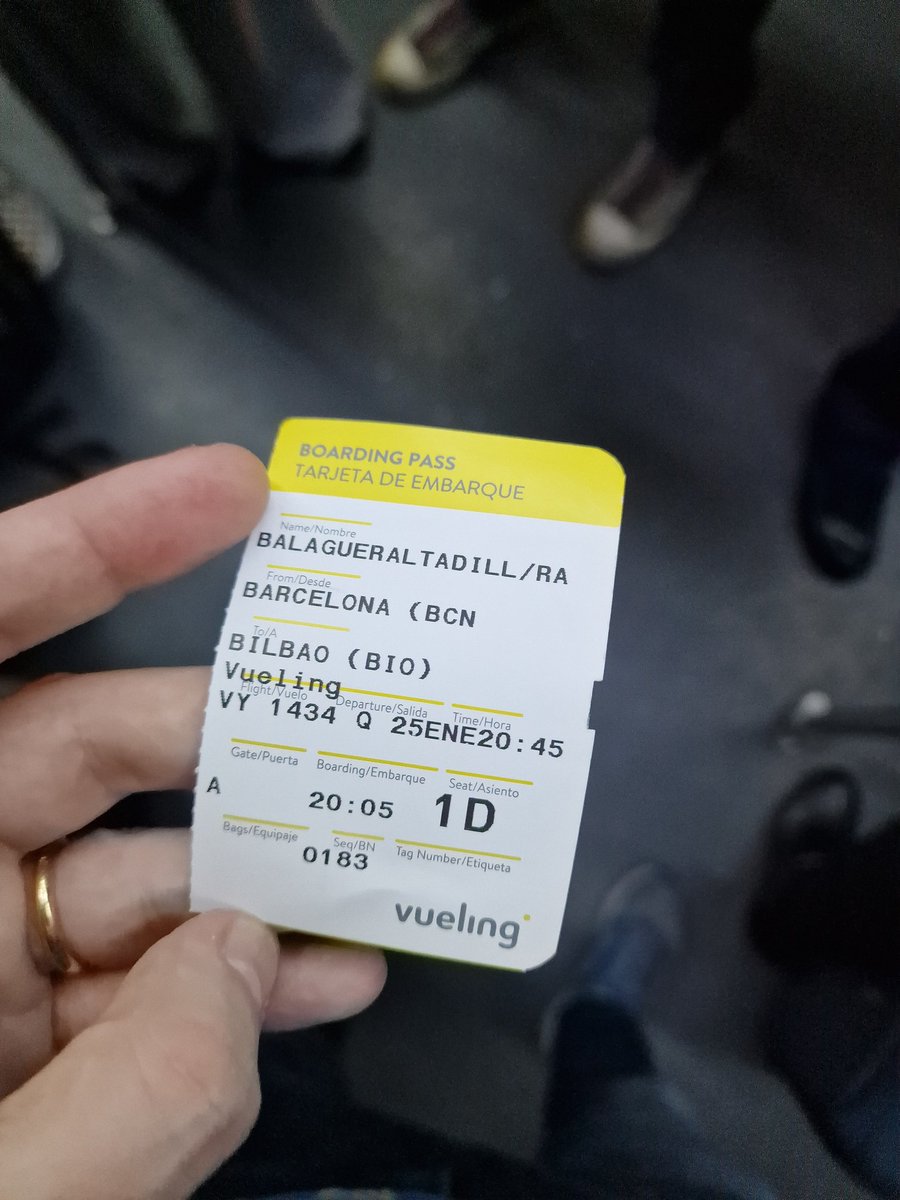 BOARDING PASS
TARJETA DE EMBARQUE
Name/Nombre
BALAGUERALTADILL/RA
From/Desde
BARCELONA (BCN
To/A
BILBAO (BIO)
Vueling
Flight/Vuelo Departure/Salida Time/Hora
VY 1434 Q 25ENE20:45
Gate/Puerta Boarding/Embarque Seat/Asiento
A 20:05 1D
Bags/Equipaje Seq/BN Tag Number/Etiqueta
0183
vueling